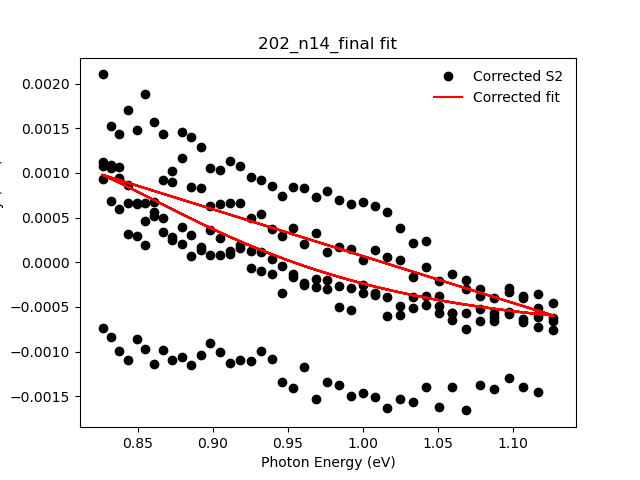 202_n14_final fit
Corrected S2
Corrected fit
0.0020
0.0015
0.0010
0.0005
0.0000
−0.0005
−0.0010
−0.0015
0.85 0.90 0.95 1.00 1.05 1.10
Photon Energy (eV)